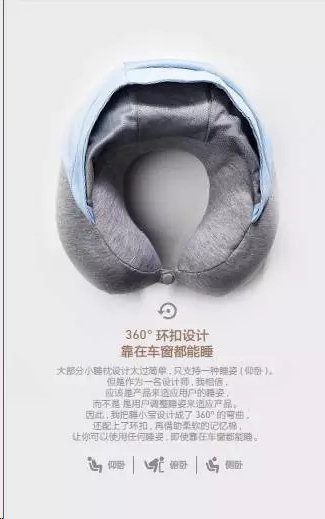 360° 环扣设计
靠在车窗都能睡
大部分小睡枕设计太过简单，只支持一种睡姿（仰卧）。
但是作为一名设计师，我相信，
应该是产品来适应用户的睡姿，
而不是 是用户调整睡姿来适应产品。
因此，我把睡小宝设计成了 360° 的弯曲，
还配上了环扣，再借助柔软的记忆棉，
让你可以使用任何睡姿，即使靠在车窗都能睡。
仰卧 俯卧 侧卧